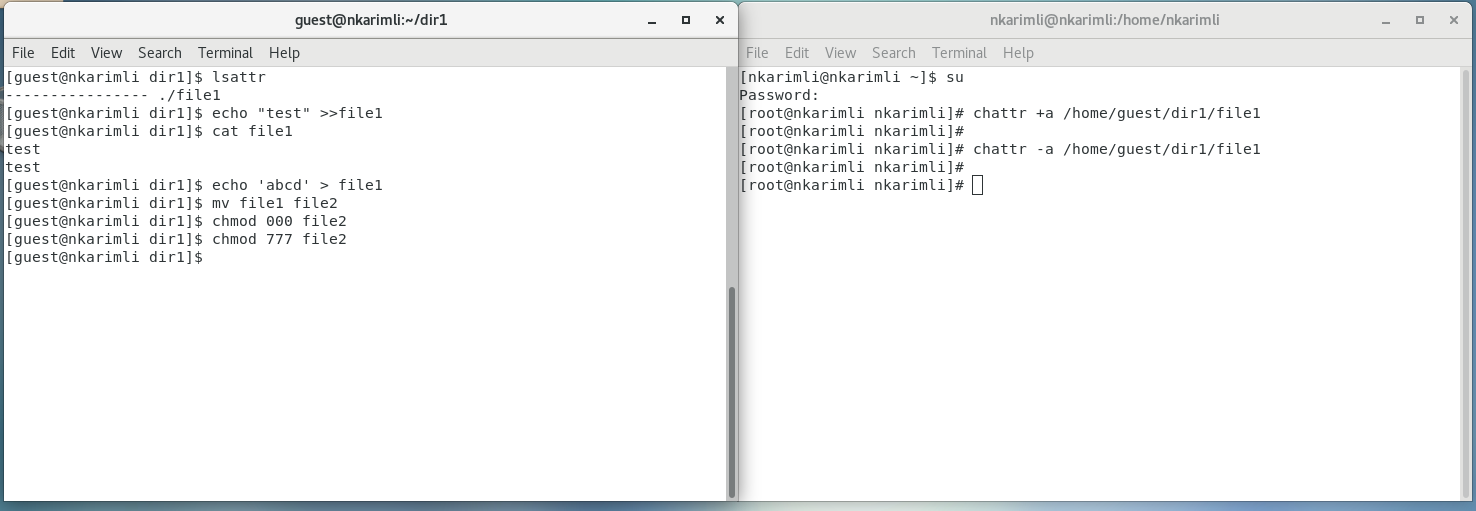 guest@nkarimli:~/dir1
File Edit View Search Terminal Help
[guest@nkarimli dir1]$ lsattr
---------------- ./file1
[guest@nkarimli dir1]$ echo "test" >>file1
[guest@nkarimli dir1]$ cat file1
test
test
[guest@nkarimli dir1]$ echo 'abcd' > file1
[guest@nkarimli dir1]$ mv file1 file2
[guest@nkarimli dir1]$ chmod 000 file2
[guest@nkarimli dir1]$ chmod 777 file2
[guest@nkarimli dir1]$
nkarimli@nkarimli:/home/nkarimli
File Edit View Search Terminal Help
[nkarimli@nkarimli ~]$ su
Password:
[root@nkarimli nkarimli]# chattr +a /home/guest/dir1/file1
[root@nkarimli nkarimli]#
[root@nkarimli nkarimli]# chattr -a /home/guest/dir1/file1
[root@nkarimli nkarimli]#
[root@nkarimli nkarimli]#